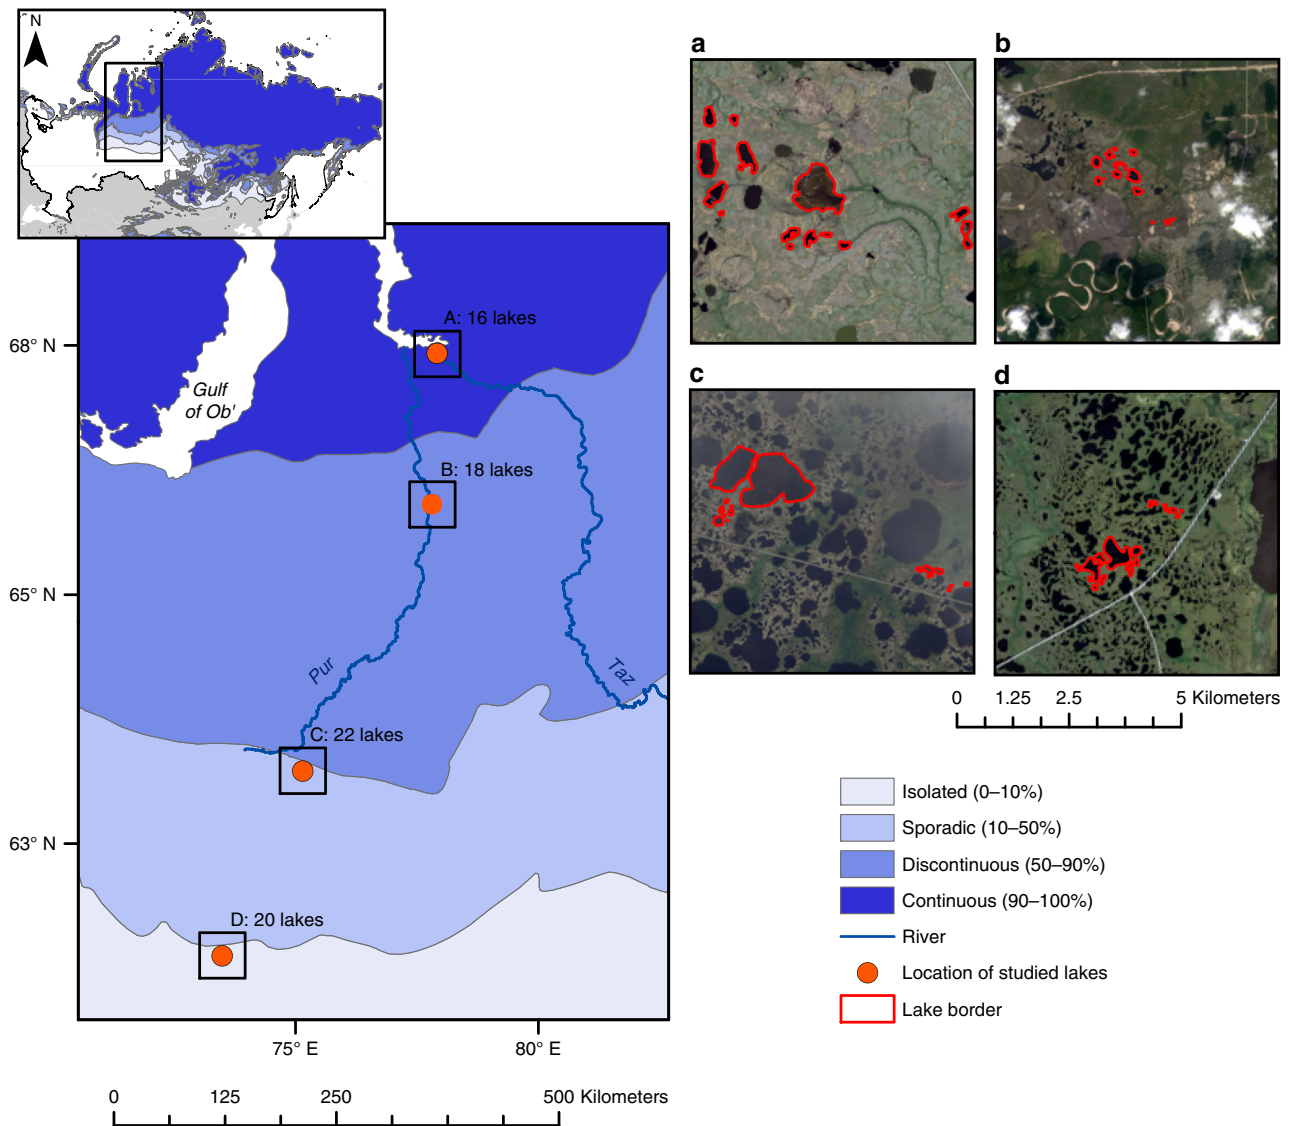 N
a
b
A: 16 lakes
68° N
Gulf
of Ob'
c
d
B: 18 lakes
65° N
Pur
Taz
0 1.25 2.5 5 Kilometers
C: 22 lakes
63° N
D: 20 lakes
Isolated (0–10%)
Sporadic (10–50%)
Discontinuous (50–90%)
Continuous (90–100%)
River
Location of studied lakes
Lake border
75° E 80° E
0 125 250 500 Kilometers